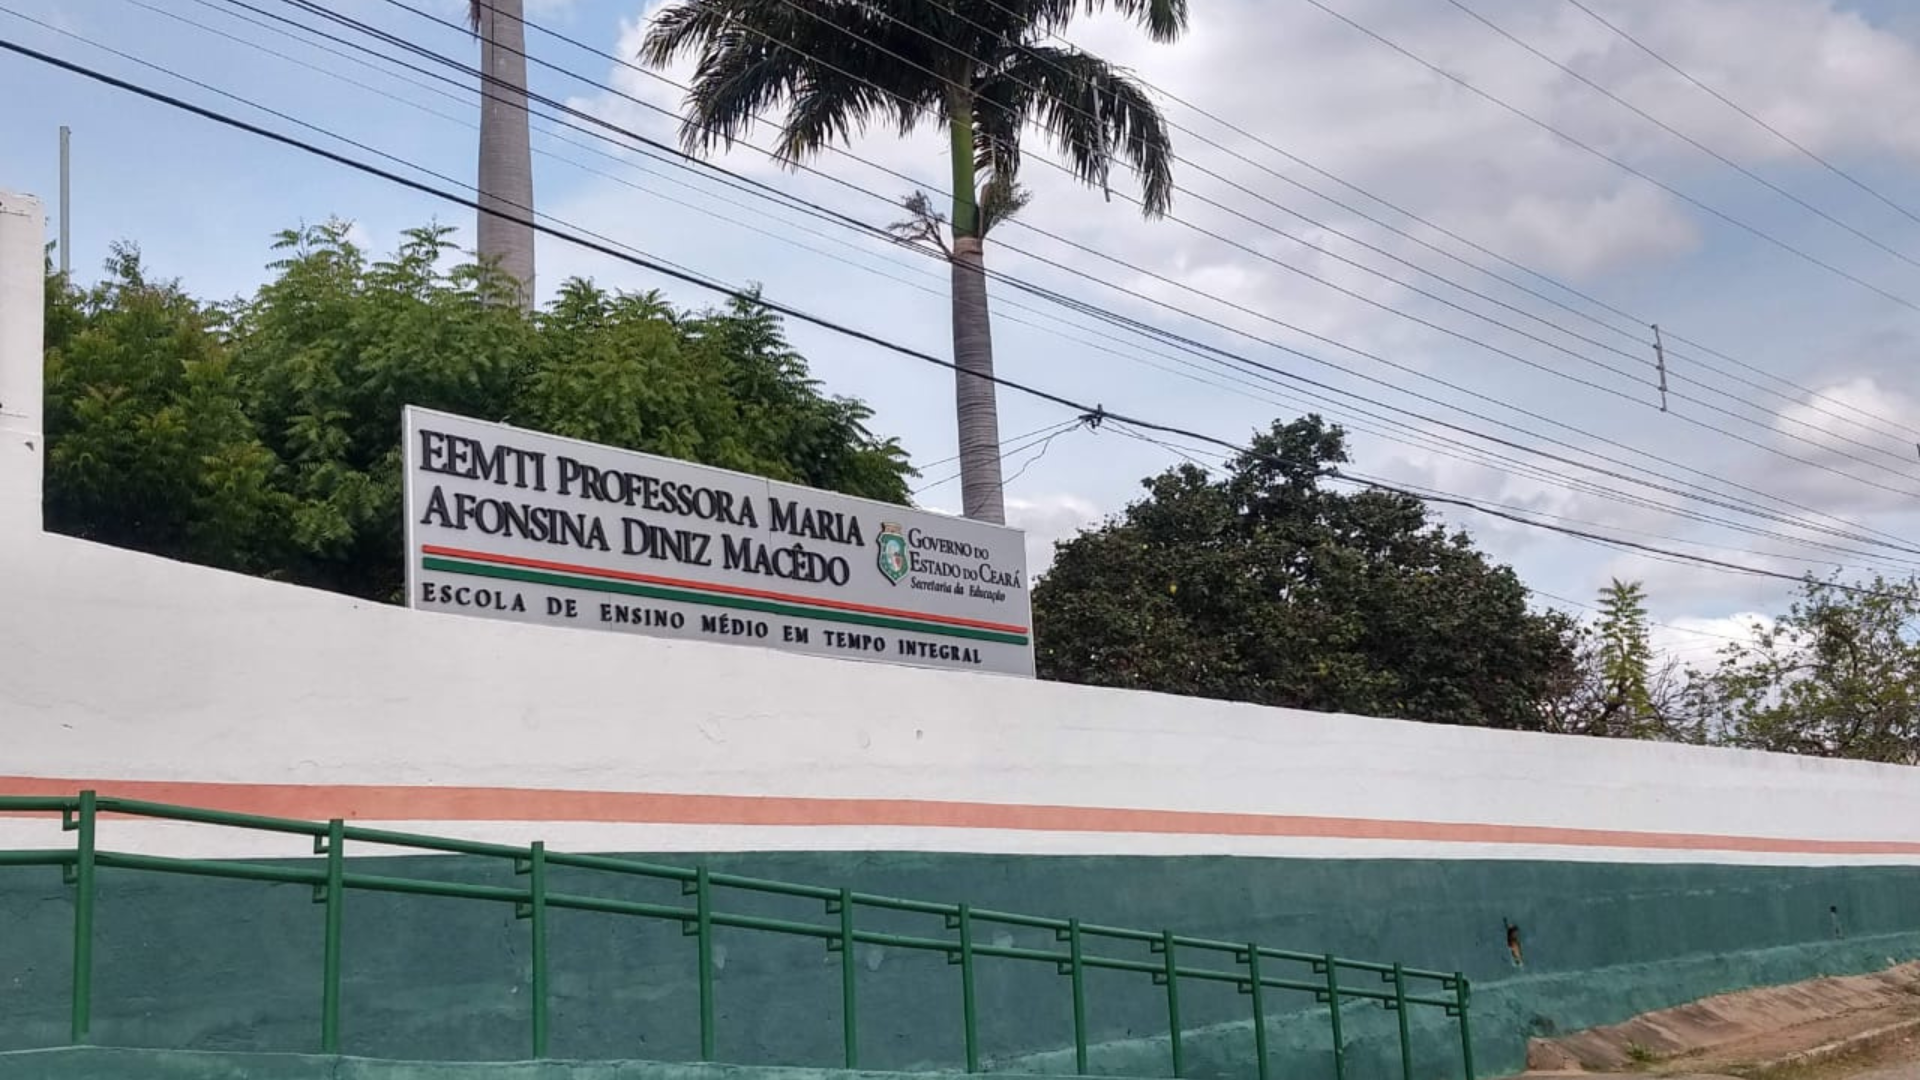 EEMTI PROFESSORA MARIA
AFONSINA DINIZ MACÊDO
GOVERNO DO
ESTADO DO CEARÁ
Secretaria da Educação
ESCOLA DE ENSINO MÉDIO EM TEMPO INTEGRAL